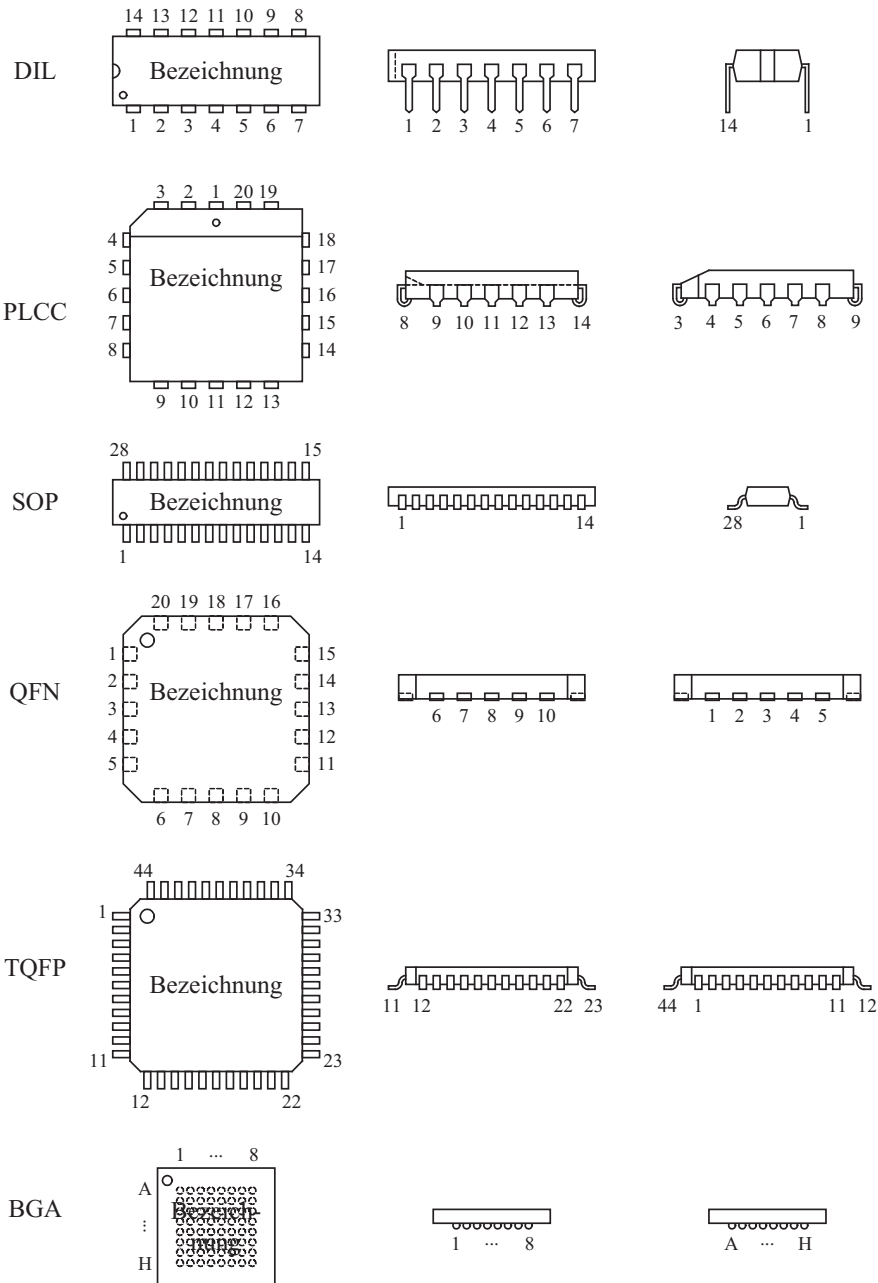 14 13 12 11 10 9 8
DIL
Bezeichnung
1 2 3 4 5 6 7
1 2 3 4 5 6 7
14 1
3 2 1 20 19
4 18
5 17
Bezeichnung
6 16
PLCC
7 15
8 14
9 10 11 12 13
8 9 10 11 12 13 14
3 4 5 6 7 8 9
28 15
SOP
Bezeichnung
1 14
1 14
28 1
20 19 18 17 16
1 15
2 14
QFN
Bezeichnung
3 13
4 12
5 11
6 7 8 9 10
6 7 8 9 10
1 2 3 4 5
44 34
1 33
TQFP
Bezeichnung
11 23
12 22
11 12 22 23
44 1 11 12
1 ... 8
A
BGA
Bezeich-
...
nung
H
1 ... 8
A ... H